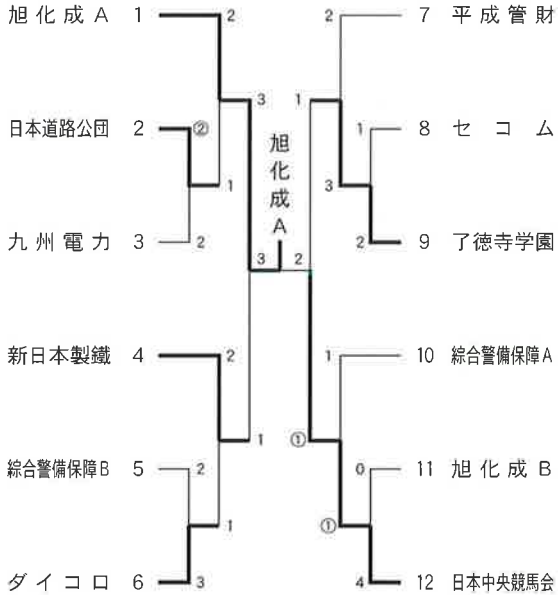 旭化成A 1
2
日本道路公団 2
②
1
九州電力 3
2
3
新日本製鐵 4
2
1
綜合警備保障B 5
2
1
ダイコロ 6
3
旭化成A
3 2
2
7 平成管財
1
1
8 セコム
3
2
9 了徳寺学園
1
10 綜合警備保障A
①
0
11 旭化成B
①
4
12 日本中央競馬会